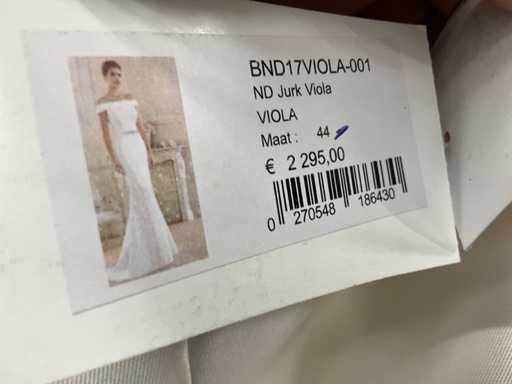 BND17VIOLA-001
ND Jurk Viola
VIOLA
Maat : 44
€ 2 295,00
0 270548 186430